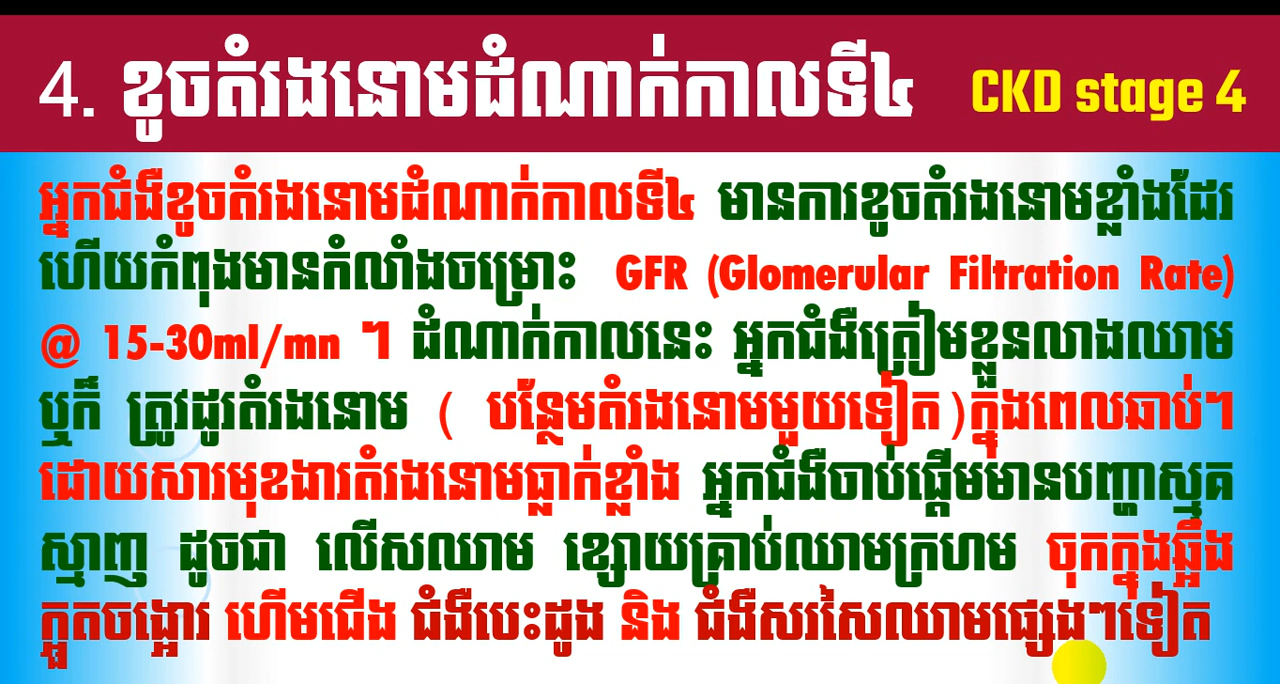 4. ខូចតំរងនោមដំណាក់កាលទី៤ CKD stage 4
អ្នកជំងឺខូចតំរងនោមដំណាក់កាលទី៤ មានការខូចតំរងនោមខ្លាំងដែរ
ហើយកំពុងមានកំលាំងចម្រោះ GFR (Glomerular Filtration Rate)
@ 15-30ml/mn ។ ដំណាក់កាលនេះ អ្នកជំងឺត្រៀមខ្លួនលាងឈាម
ឬក៏ ត្រូវដូរតំរងនោម ( បន្ថែមតំរងនោមមួយទៀត)ក្នុងពេលឆាប់ៗ
ដោយសារមុខងារតំរងនោមធ្លាក់ខ្លាំង អ្នកជំងឺចាប់ផ្តើមមានបញ្ហាស្មុគ
ស្មាញ ដូចជា លើសឈាម ខ្សោយគ្រាប់ឈាមក្រហម ចុកក្នុងឆ្អឹង
ក្អួតចង្អោរ ហើមជើង ជំងឺបេះដូង និង ជំងឺសរសៃឈាមផ្សេងៗទៀត